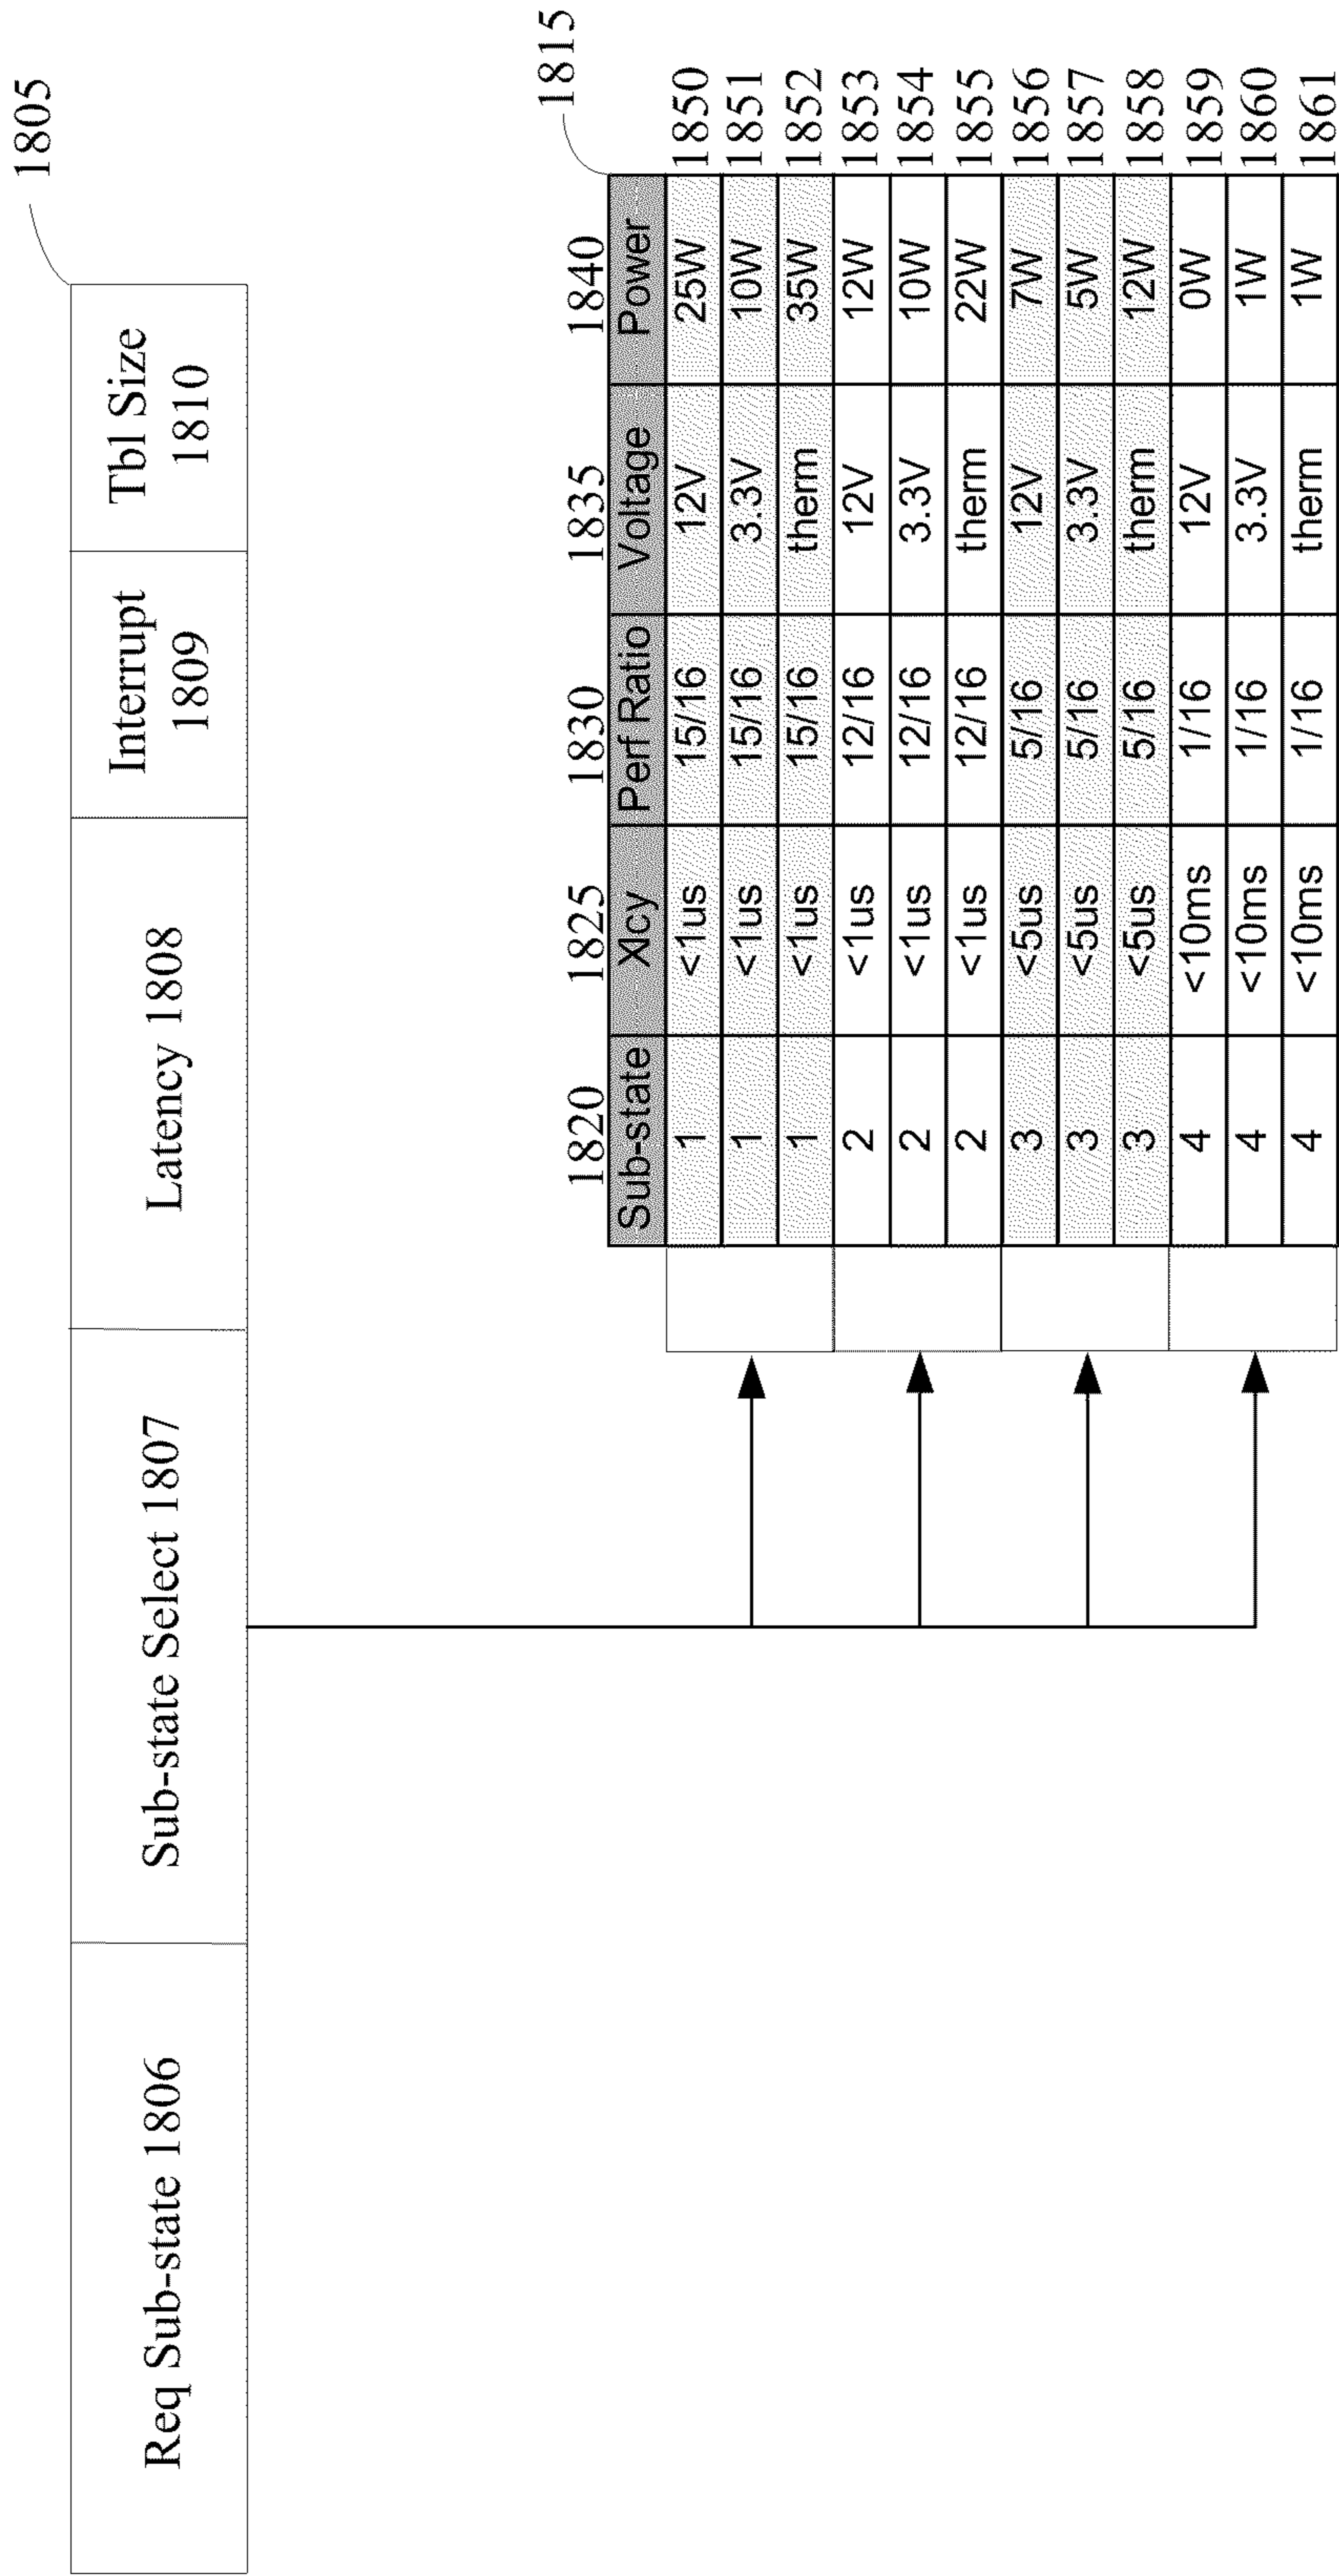 1805
Req Sub-state 1806
Sub-state Select 1807
Latency 1808
Interrupt
1809
Tbl Size
1810
1815
1820 1825 1830 1835 1840
Sub-state Xlcy Perf Ratio Voltage Power
1 <1us 15/16 12V 25W 1850
1 <1us 15/16 3.3V 10W 1851
1 <1us 15/16 therm 35W 1852
2 <1us 12/16 12V 12W 1853
2 <1us 12/16 3.3V 10W 1854
2 <1us 12/16 therm 22W 1855
3 <5us 5/16 12V 7W 1856
3 <5us 5/16 3.3V 5W 1857
3 <5us 5/16 therm 12W 1858
4 <10ms 1/16 12V 0W 1859
4 <10ms 1/16 3.3V 1W 1860
4 <10ms 1/16 therm 1W 1861